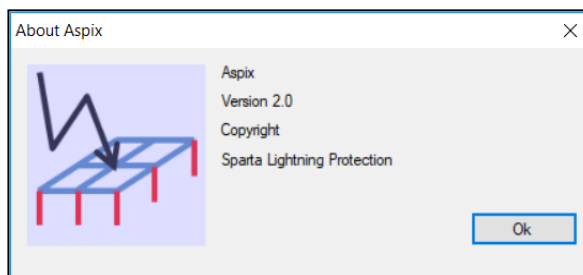 About Aspix
Aspix
Version 2.0
Copyright
Sparta Lightning Protection
Ok